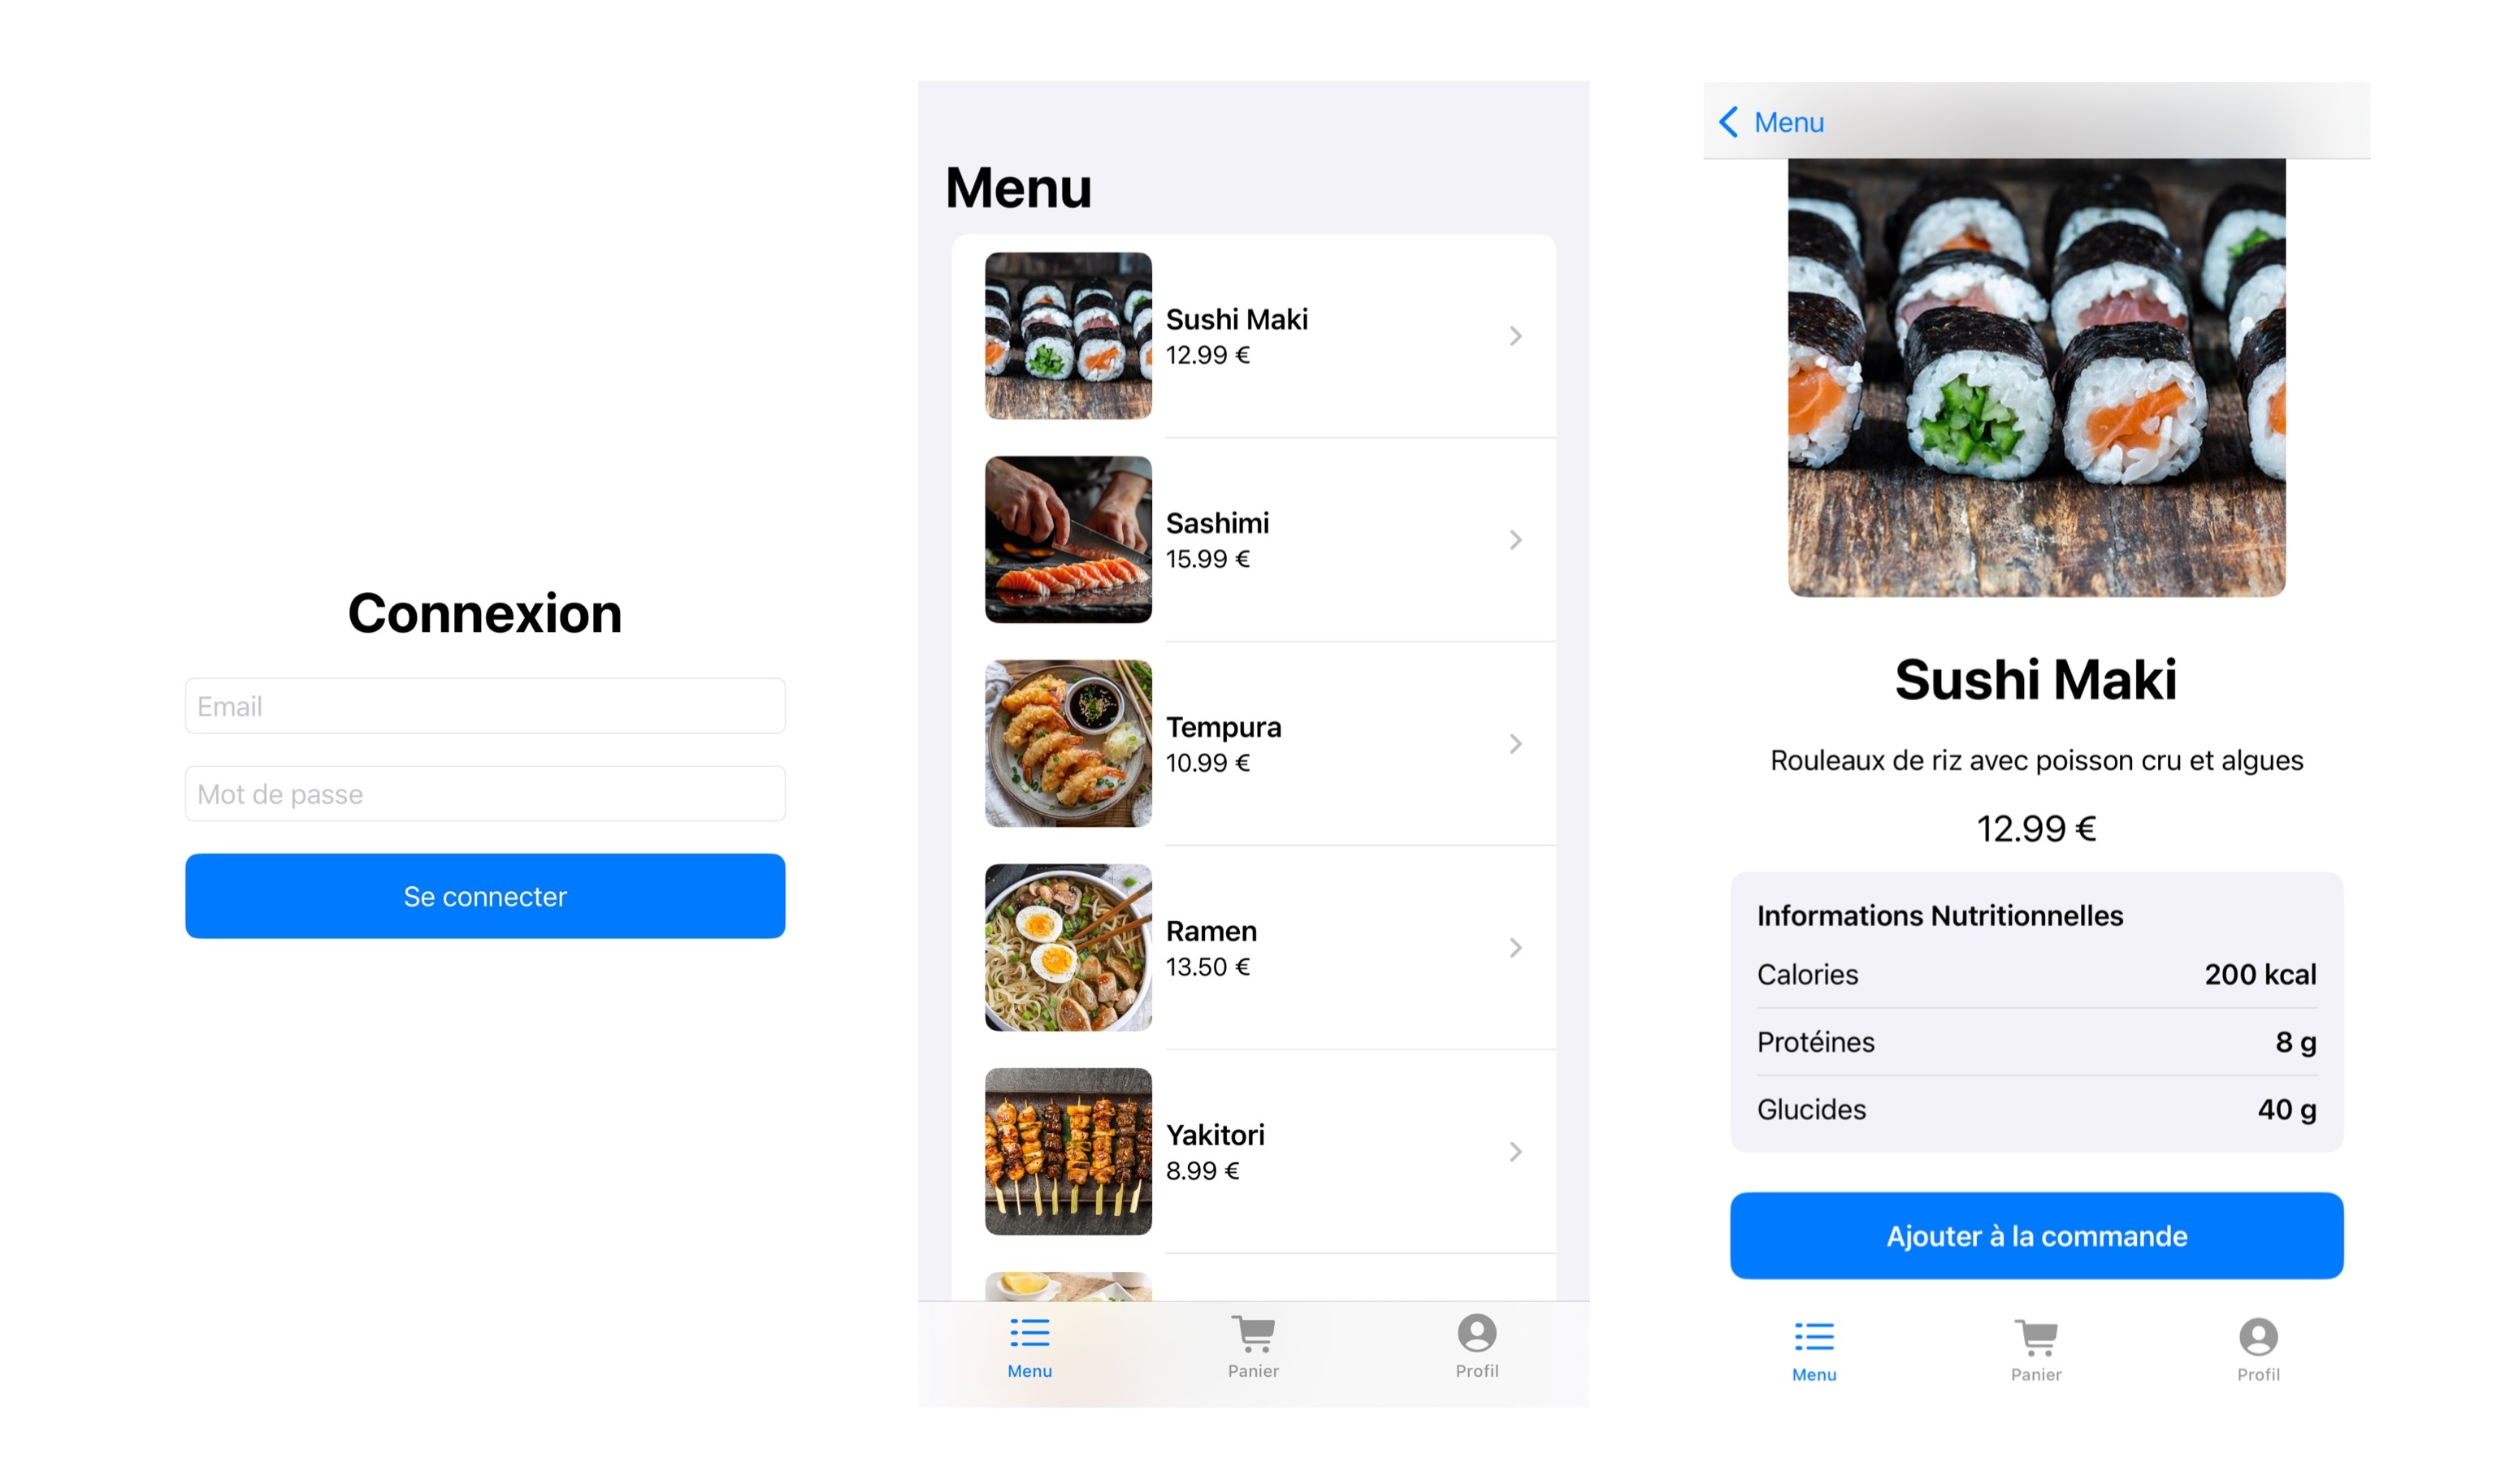 Connexion
Email
Mot de passe
Se connecter
Menu
Sushi Maki
12.99 €
Sashimi
15.99 €
Tempura
10.99 €
Ramen
13.50 €
Yakitori
8.99 €
Menu
Panier
Profil
Menu
Sushi Maki
Rouleaux de riz avec poisson cru et algues
12.99 €
Informations Nutritionnelles
Calories 200 kcal
Protéines 8 g
Glucides 40 g
Ajouter à la commande
Menu
Panier
Profil